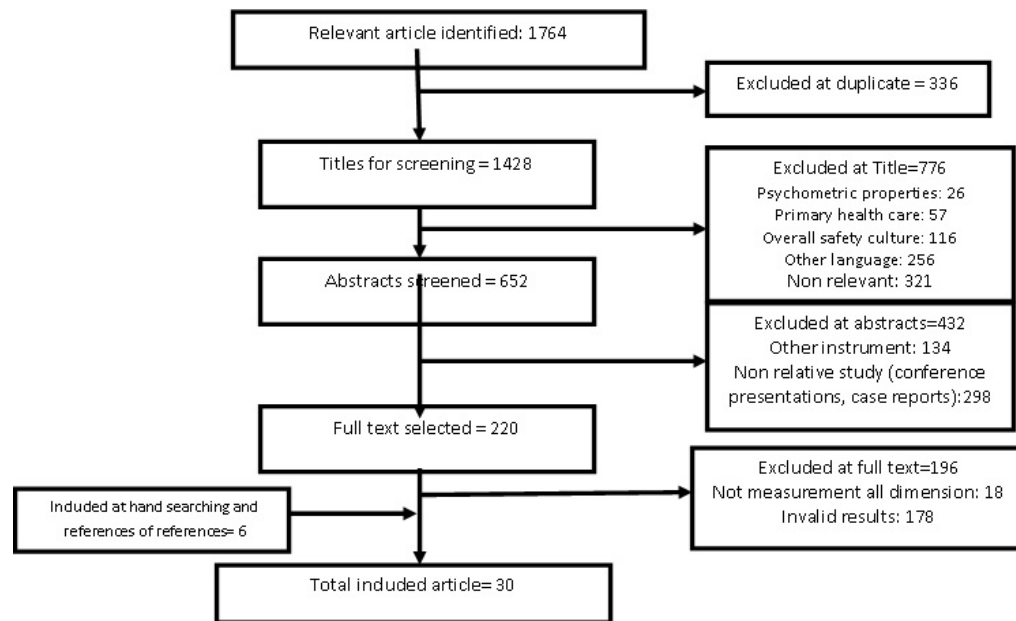 Relevant article identified: 1764
Excluded at duplicate = 336
Titles for screening = 1428
Excluded at Title=776
Psychometric properties: 26
Primary health care: 57
Overall safety culture: 116
Other language: 256
Non relevant: 321
Abstracts screened = 652
Excluded at abstracts=432
Other instrument: 134
Non relative study (conference
presentations, case reports):298
Full text selected = 220
Excluded at full text=196
Not measurement all dimension: 18
Invalid results: 178
Included at hand searching and
references of references= 6
Total included article= 30